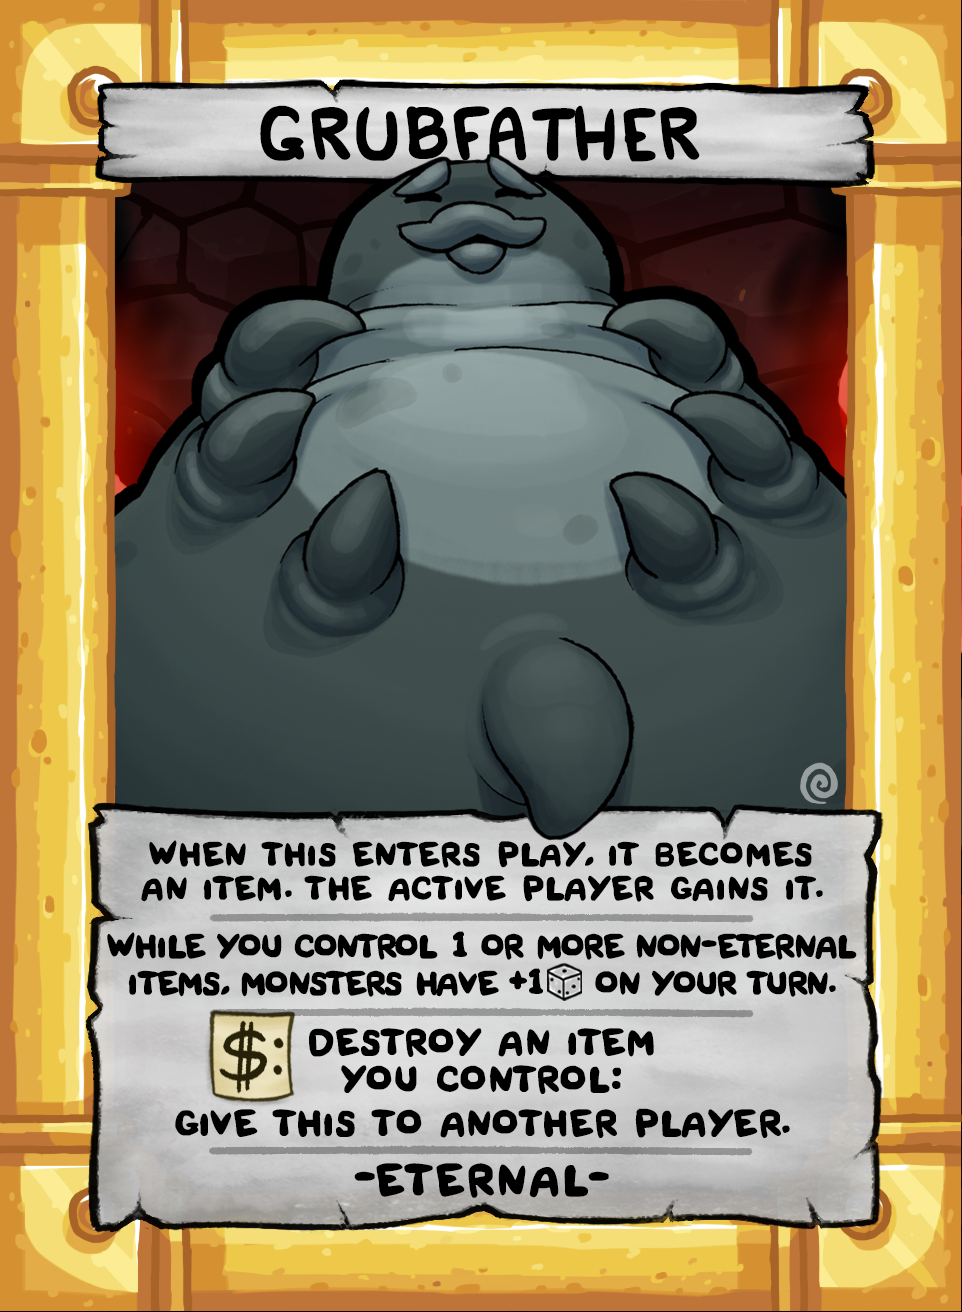 GRUBFATHER
WHEN THIS ENTERS PLAY, IT BECOMES
AN ITEM. THE ACTIVE PLAYER GAINS IT.
WHILE YOU CONTROL 1 OR MORE NON-ETERNAL
ITEMS, MONSTERS HAVE +1 ON YOUR TURN.
$: DESTROY AN ITEM
YOU CONTROL:
GIVE THIS TO ANOTHER PLAYER.
-ETERNAL-